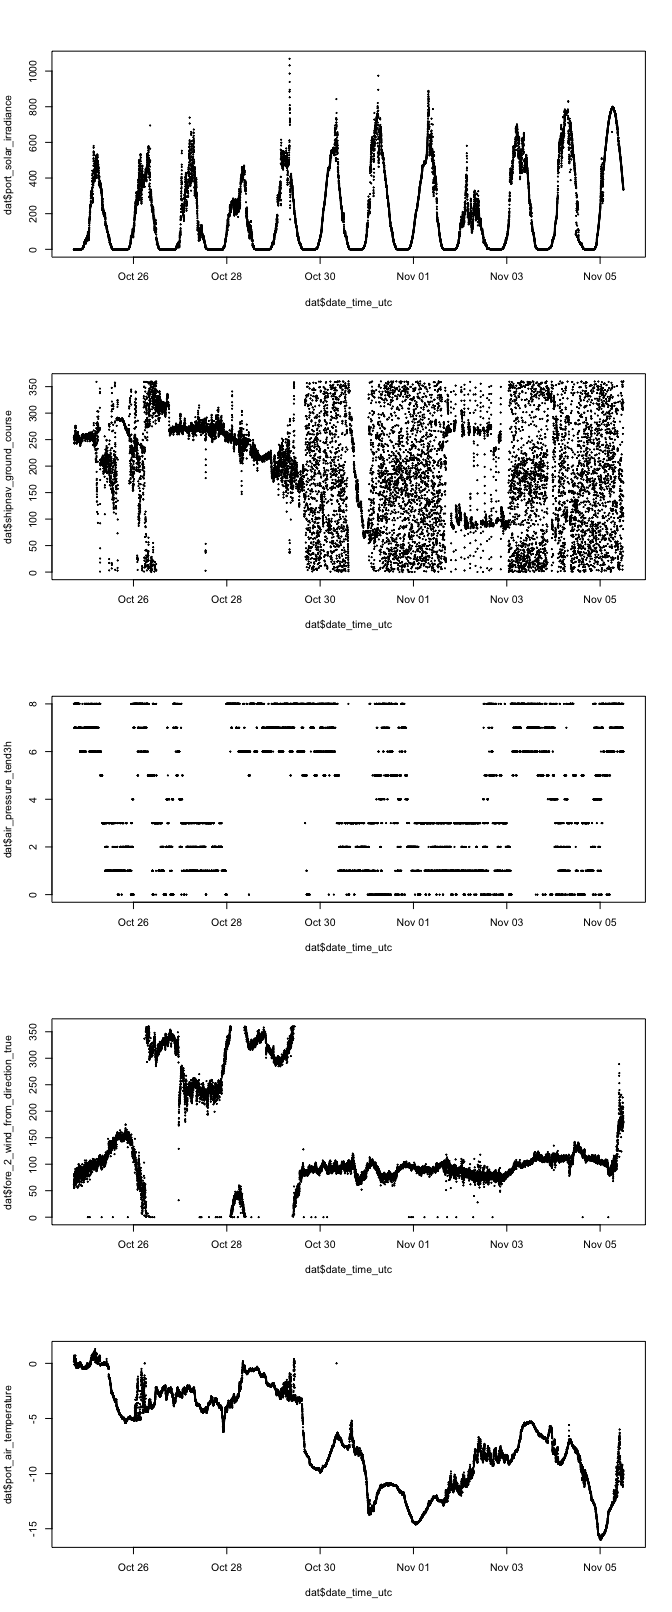 dat$port_solar_irradiance
0 200 400 600 800 1000
Oct 26 Oct 28 Oct 30 Nov 01 Nov 03 Nov 05
dat$date_time_utc
dat$shipnav_ground_course
0 50 100 150 200 250 300 350
Oct 26 Oct 28 Oct 30 Nov 01 Nov 03 Nov 05
dat$date_time_utc
dat$air_pressure_tend3h
0 2 4 6 8
Oct 26 Oct 28 Oct 30 Nov 01 Nov 03 Nov 05
dat$date_time_utc
dat$fore_2_wind_from_direction_true
0 50 100 150 200 250 300 350
Oct 26 Oct 28 Oct 30 Nov 01 Nov 03 Nov 05
dat$date_time_utc
dat$port_air_temperature
-15 -10 -5 0
Oct 26 Oct 28 Oct 30 Nov 01 Nov 03 Nov 05
dat$date_time_utc